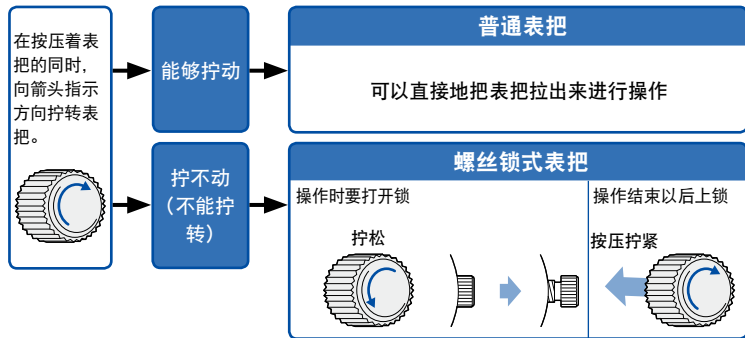 在按压着表
把的同时，
向箭头指示
方向拧转表
把。
能够拧动
普通表把
可以直接地把表把拉出来进行操作
拧不动
（不能拧
转）
螺丝锁式表把
操作时要打开锁
拧松
操作结束以后上锁
按压拧紧